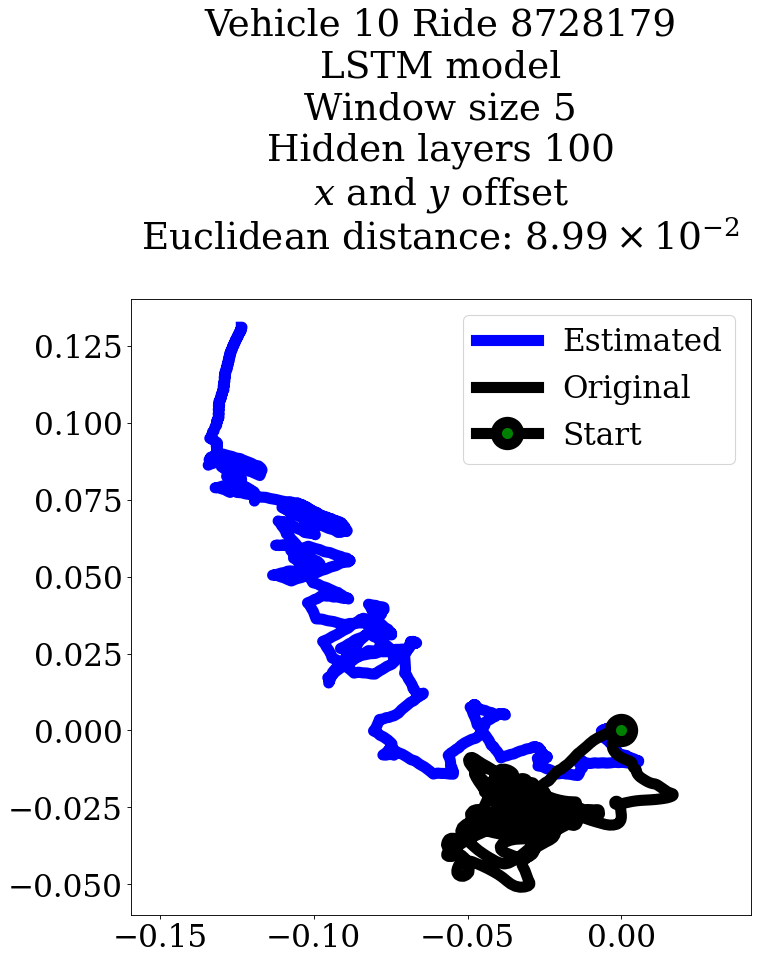 Vehicle 10 Ride 8728179
LSTM model
Window size 5
Hidden layers 100
x and y offset
Euclidean distance: 8.99 × 10⁻²
Estimated
Original
Start
0.125
0.100
0.075
0.050
0.025
0.000
−0.025
−0.050
−0.15 −0.10 −0.05 0.00